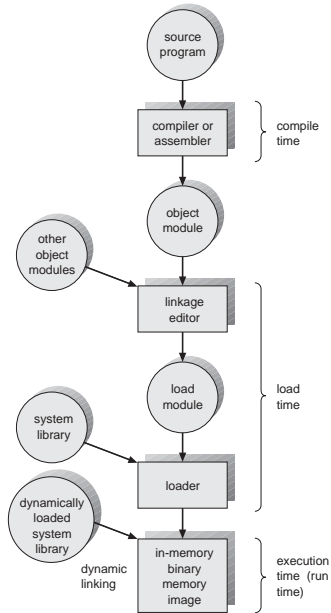 source
program
compiler or
assembler
compile
time
object
module
other
object
modules
linkage
editor
load
module
load
time
system
library
loader
dynamically
loaded
system
library
dynamic
linking
in-memory
binary
memory
image
execution
time (run
time)